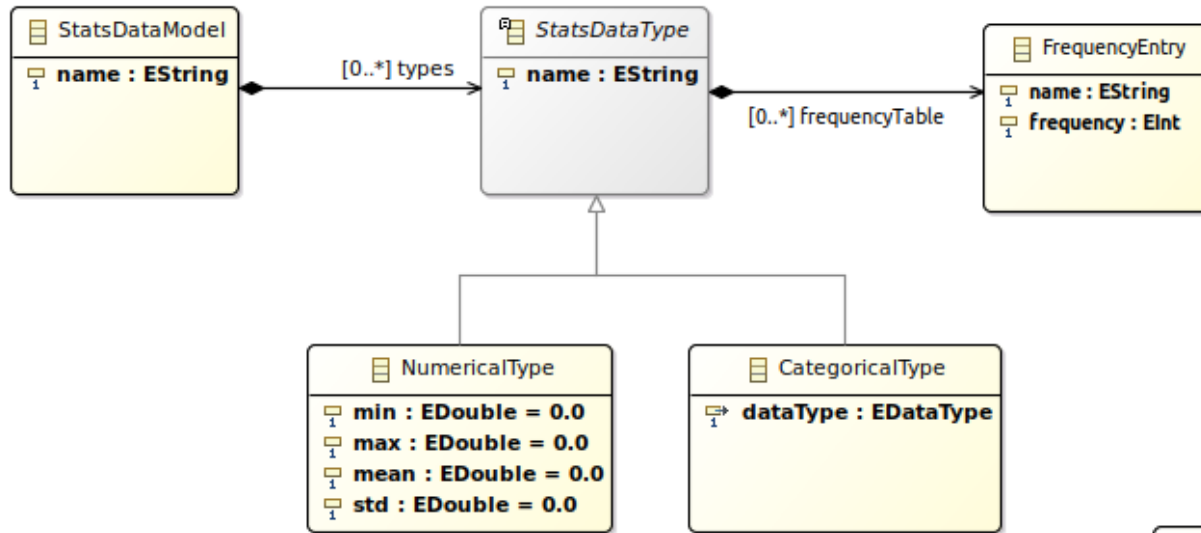 StatsDataModel
name : EString
[0..*] types
StatsDataType
name : EString
[0..*] frequencyTable
FrequencyEntry
name : EString
frequency : EInt
NumericalType
min : EDouble = 0.0
max : EDouble = 0.0
mean : EDouble = 0.0
std : EDouble = 0.0
CategoricalType
dataType : EDataType